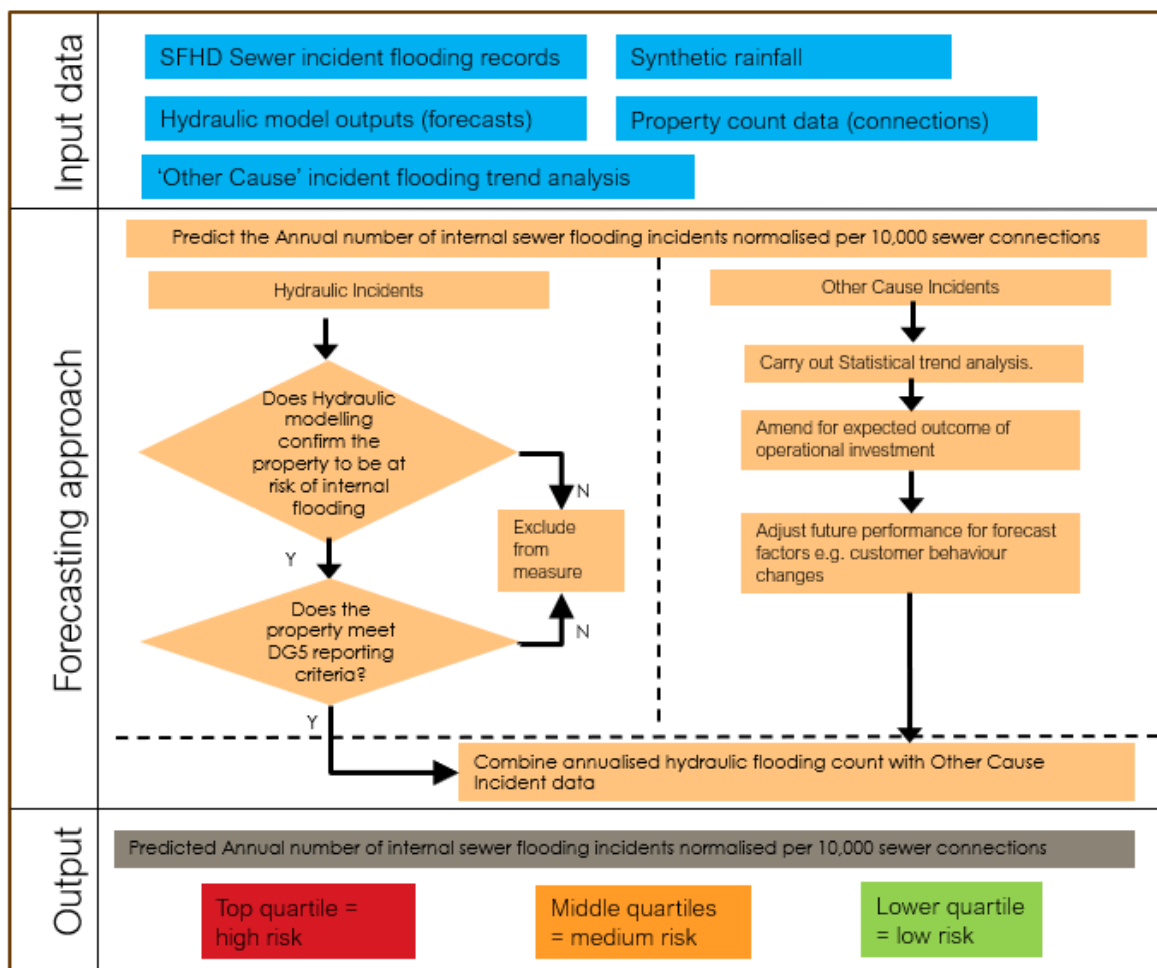 Input data
SFHD Sewer incident flooding records
Synthetic rainfall
Hydraulic model outputs (forecasts)
Property count data (connections)
‘Other Cause’ incident flooding trend analysis
Forecasting approach
Predict the Annual number of internal sewer flooding incidents normalised per 10,000 sewer connections
Hydraulic Incidents
Other Cause Incidents
Does Hydraulic
modelling
confirm the
property to be at
risk of internal
flooding
N
Y
Exclude
from
measure
Does the
property meet
DG5 reporting
criteria?
N
Y
Carry out Statistical trend analysis.
Amend for expected outcome of
operational investment
Adjust future performance for forecast
factors e.g. customer behaviour
changes
Combine annualised hydraulic flooding count with Other Cause
Incident data
Output
Predicted Annual number of internal sewer flooding incidents normalised per 10,000 sewer connections
Top quartile =
high risk
Middle quartiles
= medium risk
Lower quartile
= low risk